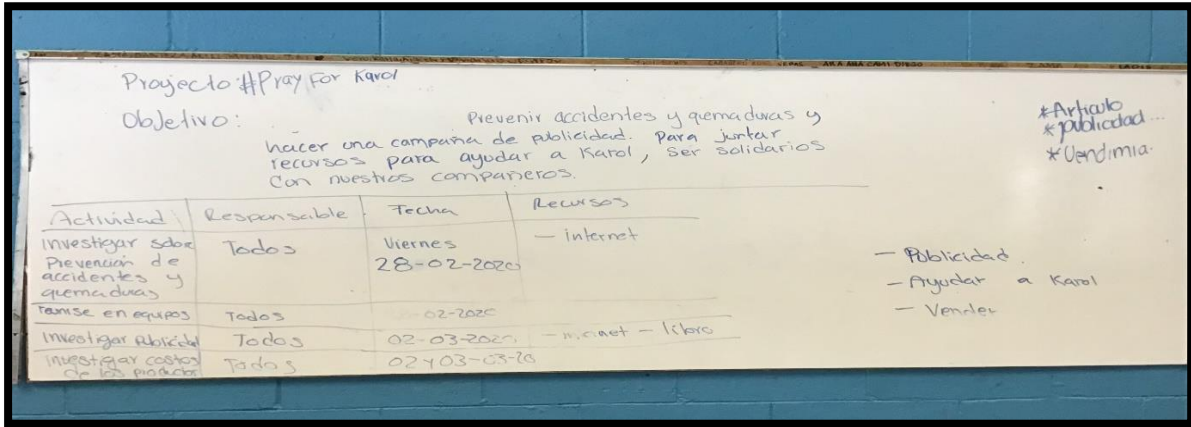 Proyecto #Pray For Karol
Objetivo: Prevenir accidentes y quemaduras y
hacer una campaña de publicidad. Para juntar
recursos para ayudar a Karol, Ser solidarios
Con nuestros compañeros.
*Articulo
*publicidad...
*Vendimia.
Actividad Responsable Fecha Recursos
Investigar sobre
Prevención de
accidentes y
quemaduras
Todos
Viernes
28-02-2020
- internet
en equipos Todos 02-2020
Investigar Publicidad Todos 02-03-2020 - libro
Investigar costos
de los productos
Todos 02 y 03-03-20
- Publicidad.
- Ayudar a Karol
- Vender